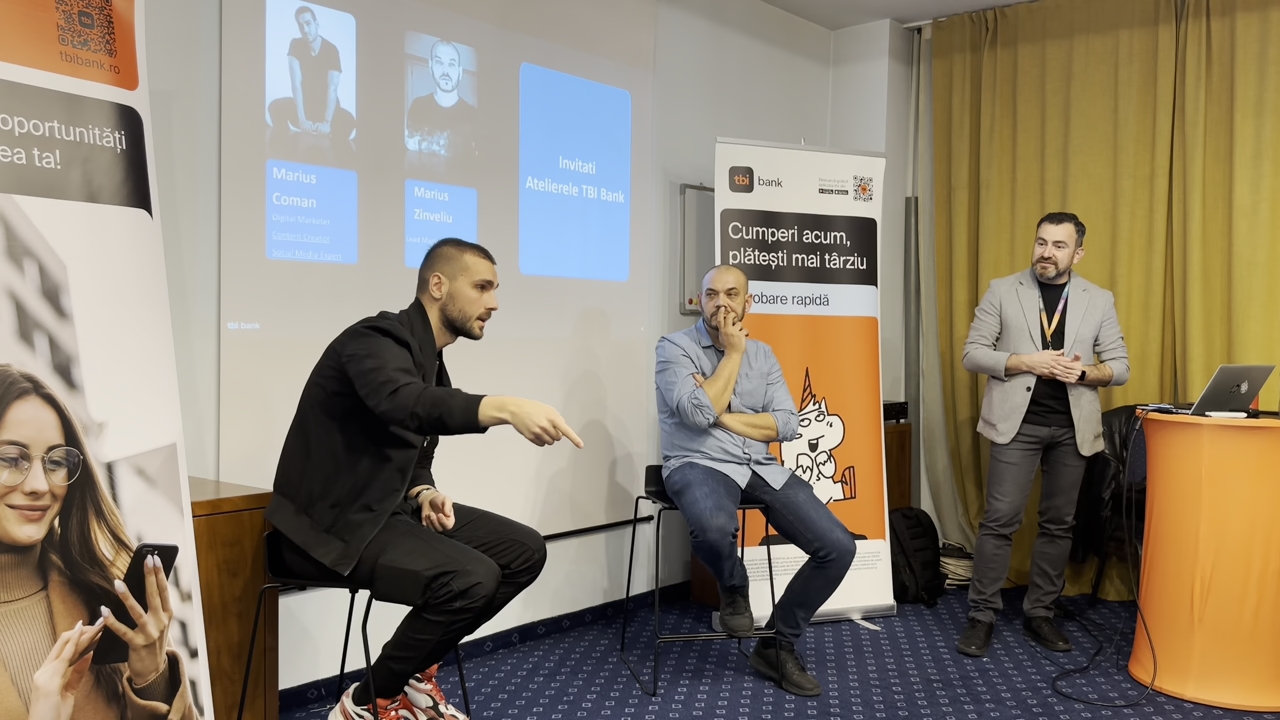 tbi
tbibank.ro
oportunități
ea ta!
Marius
Coman
Digital Marketer
Content Creator
Social Media Expert
Marius
Zinveliu
Invitati
Atelierele TBI Bank
tbi bank
tbi bank
Cumperi acum,
plătești mai târziu
obare rapidă